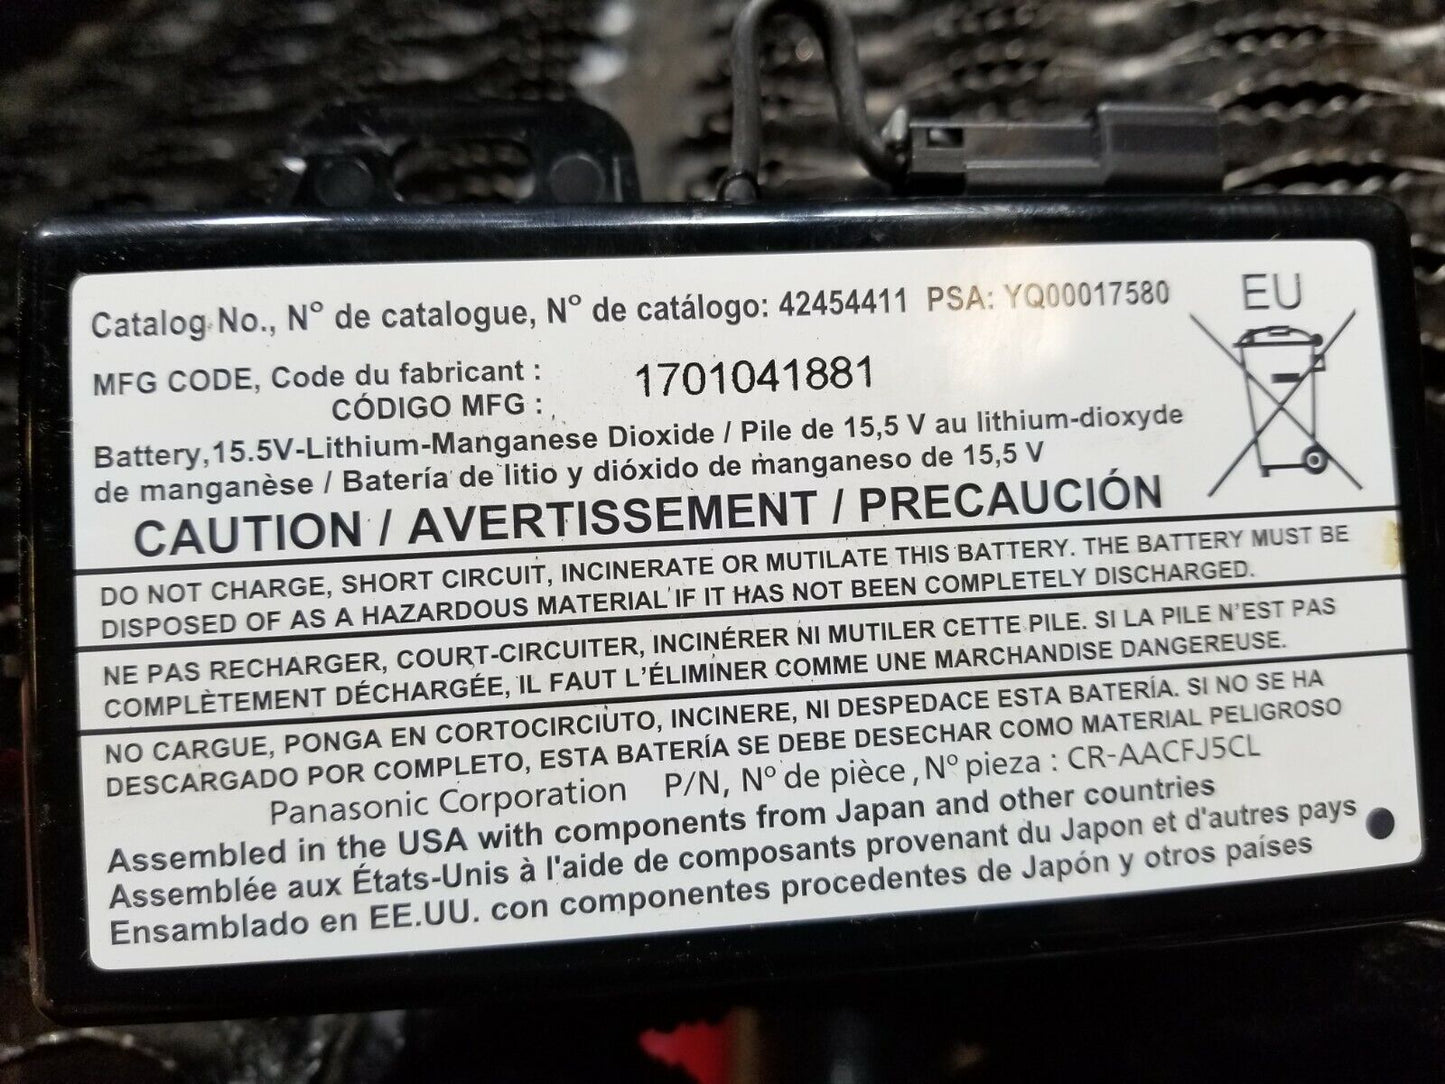 Catalog No., N° de catalogue, N° de catálogo: 42454411 PSA: YQ00017580
EU
MFG CODE, Code du fabricant :
CÓDIGO MFG :
1701041881
Battery,15.5V-Lithium-Manganese Dioxide / Pile de 15,5 V au lithium-dioxyde
de manganèse / Batería de litio y dióxido de manganeso de 15,5 V
CAUTION / AVERTISSEMENT / PRECAUCIÓN
DO NOT CHARGE, SHORT CIRCUIT, INCINERATE OR MUTILATE THIS BATTERY. THE BATTERY MUST BE
DISPOSED OF AS A HAZARDOUS MATERIAL IF IT HAS NOT BEEN COMPLETELY DISCHARGED.
NE PAS RECHARGER, COURT-CIRCUITER, INCINÉRER NI MUTILER CETTE PILE. SI LA PILE N'EST PAS
COMPLÈTEMENT DÉCHARGÉE, IL FAUT L'ÉLIMINER COMME UNE MARCHANDISE DANGEREUSE.
NO CARGUE, PONGA EN CORTOCIRCIUTO, INCINERE, NI DESPEDACE ESTA BATERÍA. SI NO SE HA
DESCARGADO POR COMPLETO, ESTA BATERÍA SE DEBE DESECHAR COMO MATERIAL PELIGROSO
Panasonic Corporation P/N, N° de pièce , N° pieza : CR-AACFJ5CL
Assembled in the USA with components from Japan and other countries
Assemblée aux États-Unis à l'aide de composants provenant du Japon et d'autres pays
Ensamblado en EE.UU. con componentes procedentes de Japón y otros países